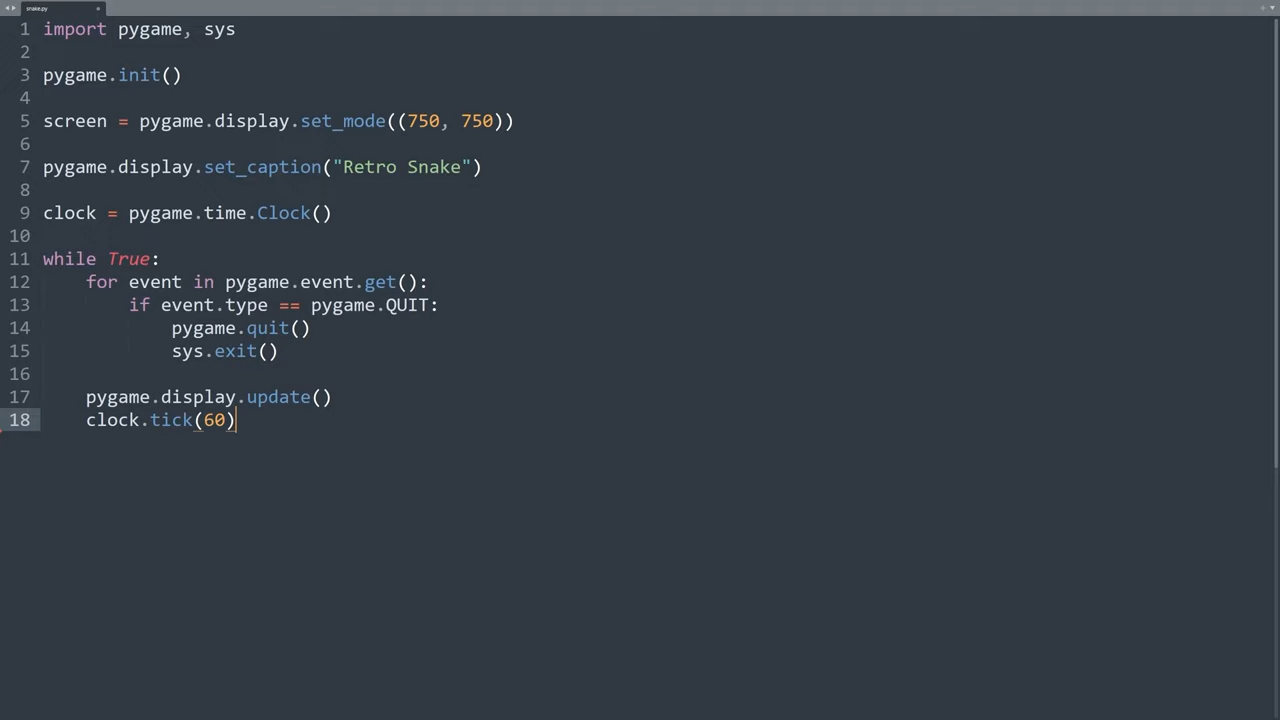 snake.py
1 import pygame, sys
2
3 pygame.init()
4
5 screen = pygame.display.set_mode((750, 750))
6
7 pygame.display.set_caption("Retro Snake")
8
9 clock = pygame.time.Clock()
10
11 while True:
12     for event in pygame.event.get():
13         if event.type == pygame.QUIT:
14             pygame.quit()
15             sys.exit()
16
17     pygame.display.update()
18     clock.tick(60)